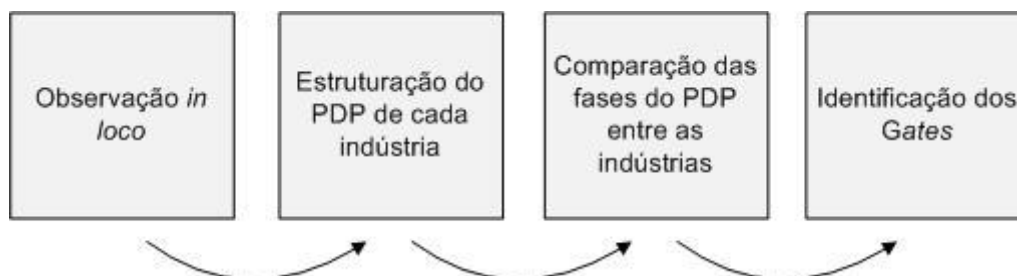 Observação in
loco
Estruturação do
PDP de cada
indústria
Comparação das
fases do PDP
entre as
indústrias
Identificação dos
Gates